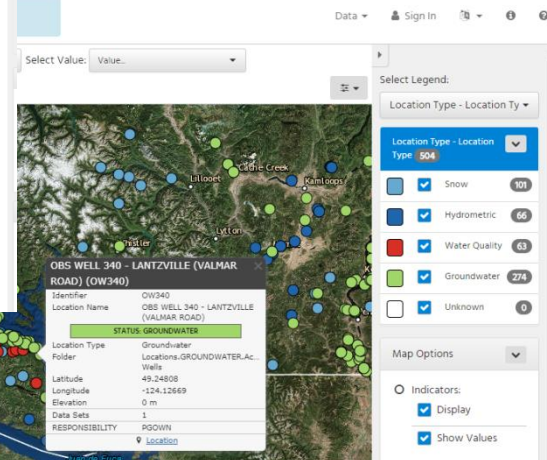 Data
Sign In
Select Value: Value..
Select Legend:
Location Type - Location Ty
Location Type - Location
Type 504
Snow 101
Hydrometric 66
Water Quality 63
Groundwater 274
Unknown 0
Map Options
Indicators:
Display
Show Values
Cache Creek
Kamloops
Lillooet
Lytton
Whistler
OBS WELL 340 - LANTZVILLE (VALMAR
ROAD) (OW340)
Identifier OW340
Location Name OBS WELL 340 - LANTZVILLE
(VALMAR ROAD)
STATUS: GROUNDWATER
Location Type Groundwater
Folder Locations.GROUNDWATER.Ac...
Wells
Latitude 49.24808
Longitude -124.12669
Elevation 0 m
Data Sets 1
RESPONSIBILITY PGOWN
Location